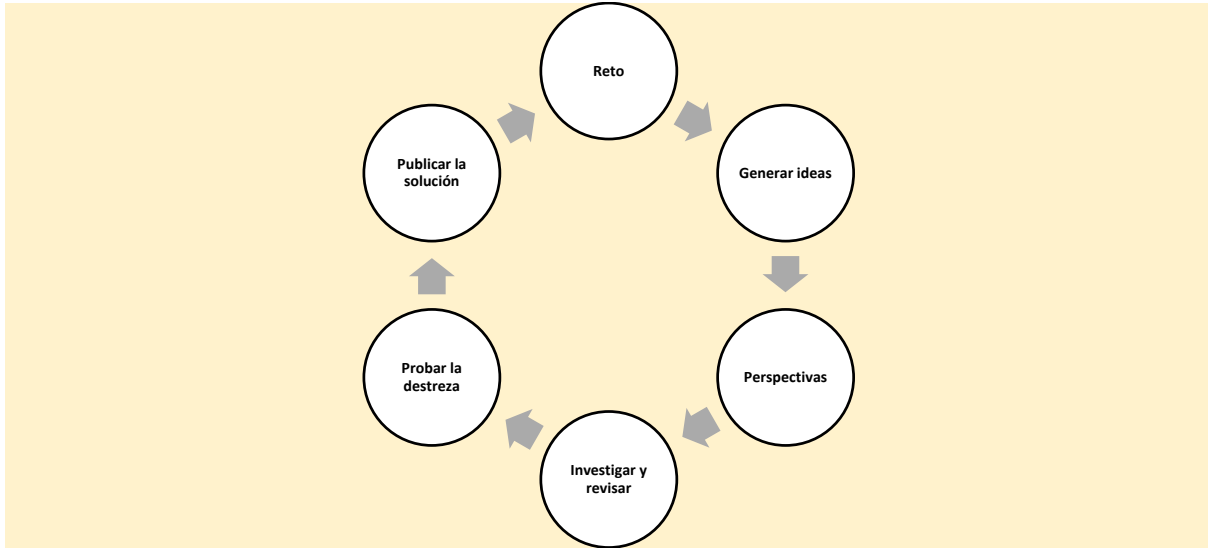 Reto
Generar ideas
Perspectivas
Investigar y
revisar
Probar la
destreza
Publicar la
solución